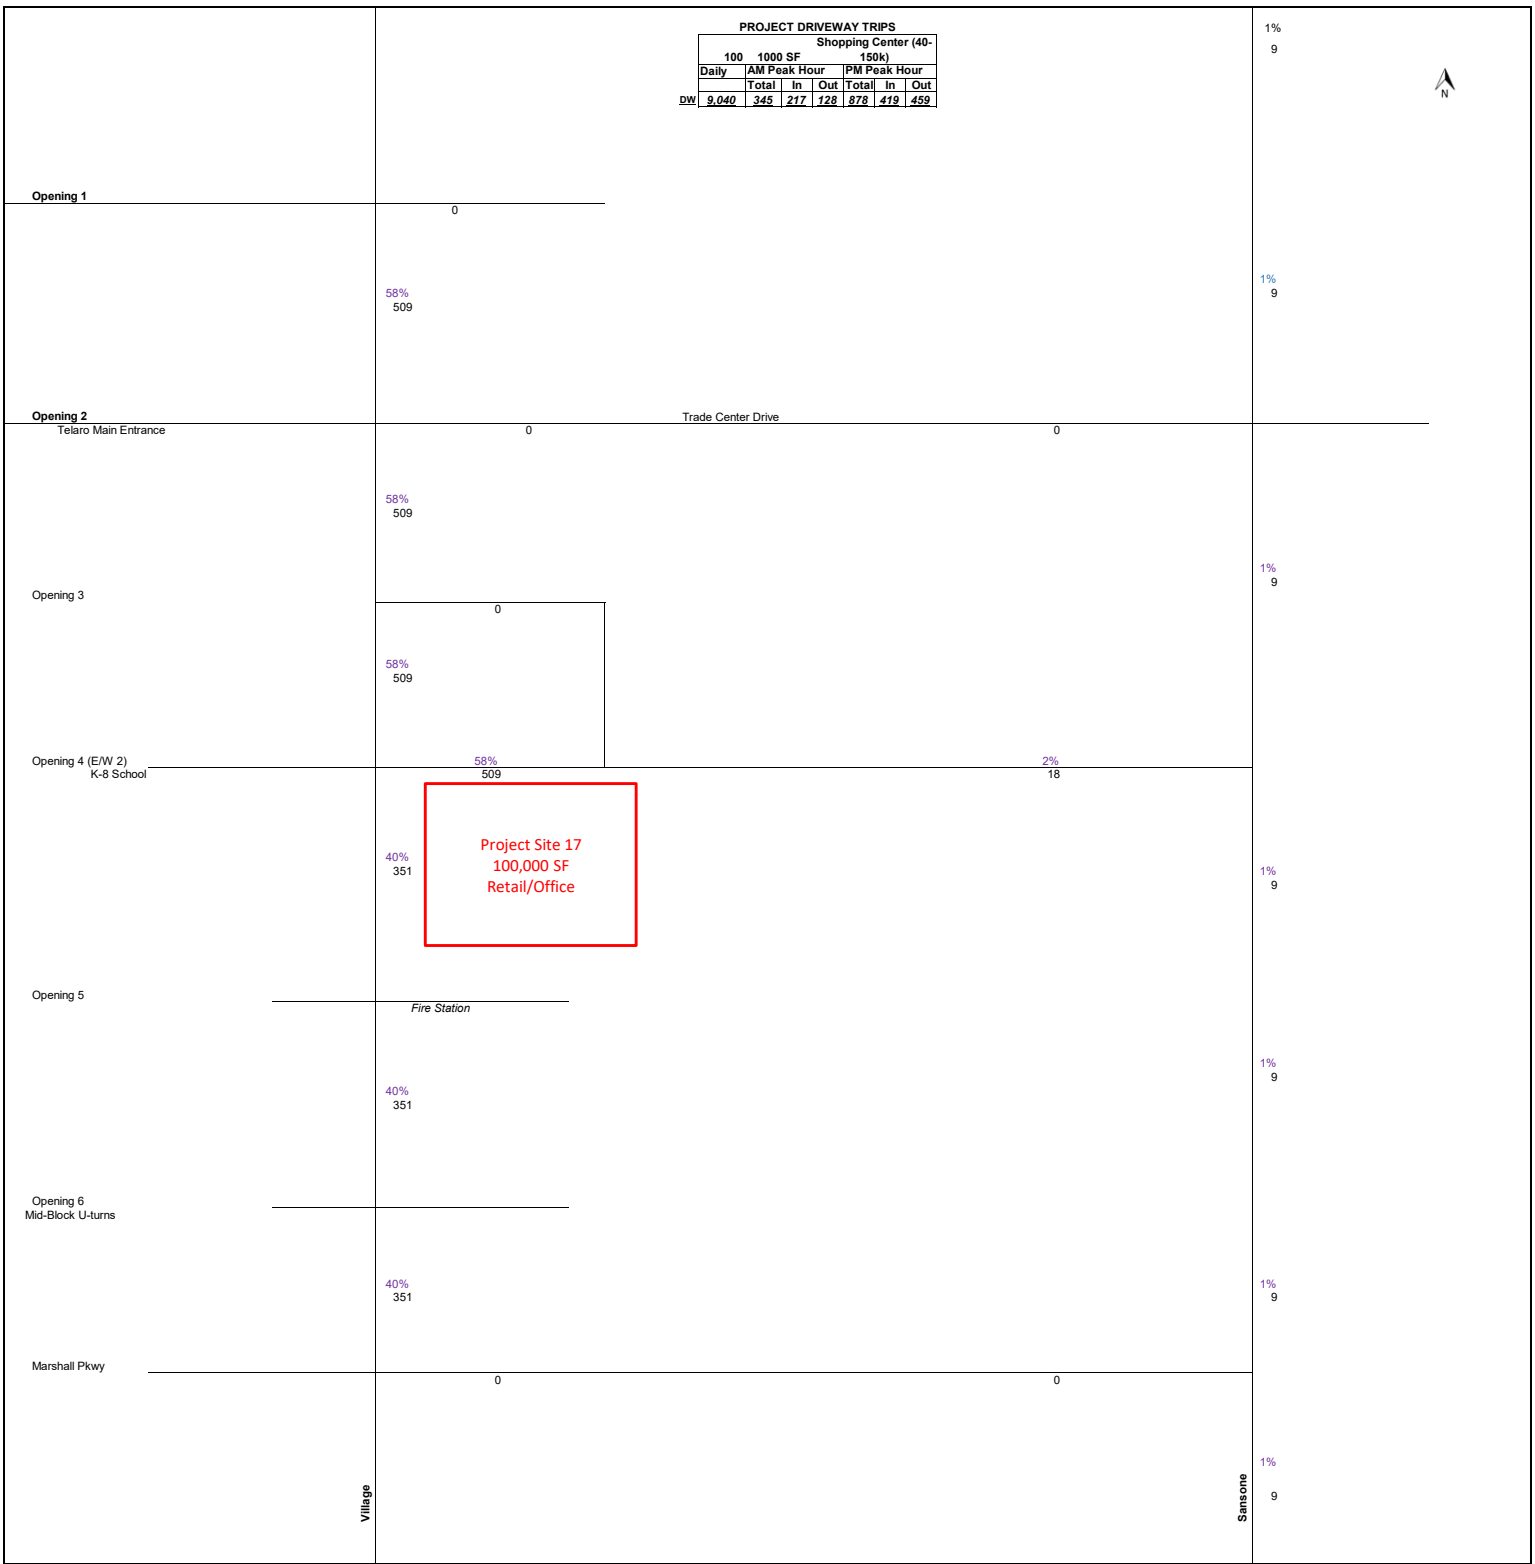 PROJECT DRIVEWAY TRIPS
1%
Shopping Center (40-
100 1000 SF 150k)
9
Daily AM Peak Hour PM Peak Hour
Total In Out Total In Out
DW 9,040 345 217 128 878 419 459
N
Opening 1
0
58%
509
1%
9
Opening 2
Trade Center Drive
Telaro Main Entrance
0
0
58%
509
1%
9
Opening 3
0
58%
509
Opening 4 (E/W 2)
K-8 School
58%
509
2%
18
Project Site 17
100,000 SF
Retail/Office
40%
351
1%
9
Opening 5
Fire Station
40%
351
1%
9
Opening 6
Mid-Block U-turns
40%
351
1%
9
Marshall Pkwy
0
0
1%
9
Village
Sansone